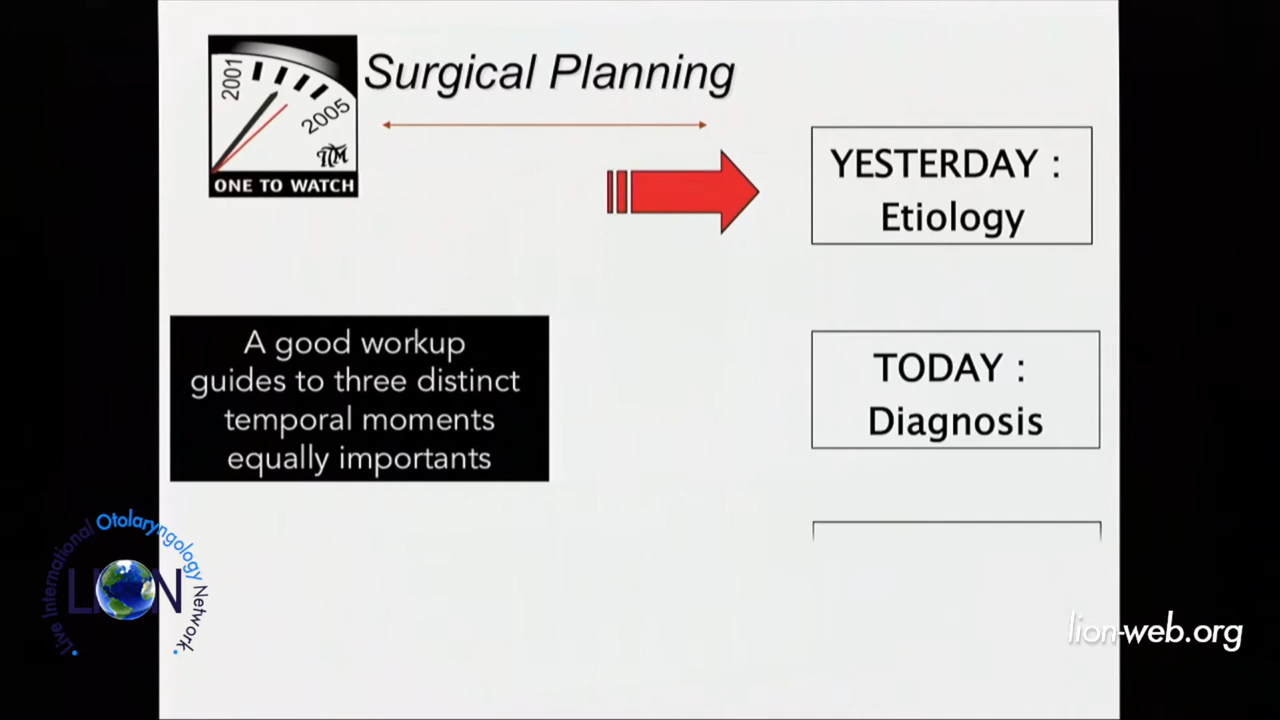 2001
2005
ONE TO WATCH
Surgical Planning
YESTERDAY :
Etiology
A good workup
guides to three distinct
temporal moments
equally importants
TODAY :
Diagnosis
Live International Otolaryngology Network
LION
lion-web.org